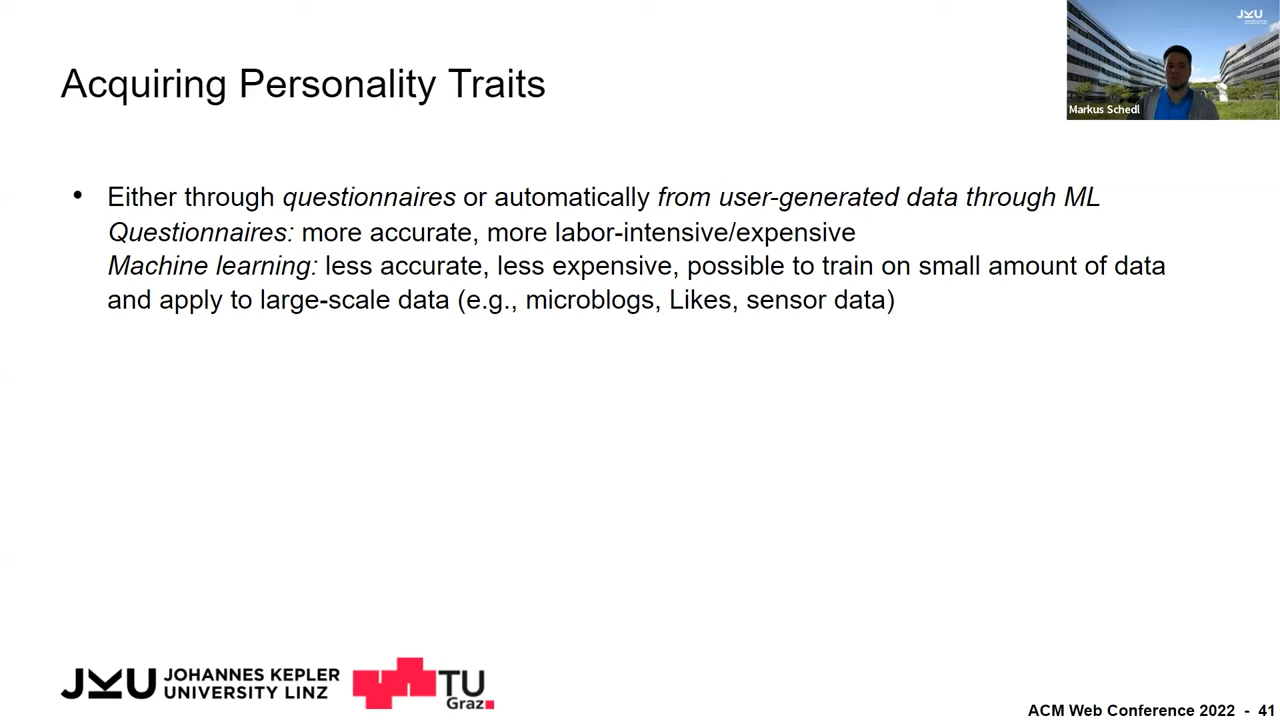 JKU
Markus Schedl
Acquiring Personality Traits
• Either through questionnaires or automatically from user-generated data through ML
Questionnaires: more accurate, more labor-intensive/expensive
Machine learning: less accurate, less expensive, possible to train on small amount of data
and apply to large-scale data (e.g., microblogs, Likes, sensor data)
JKU JOHANNES KEPLER
UNIVERSITY LINZ
TU
Graz
ACM Web Conference 2022 - 41